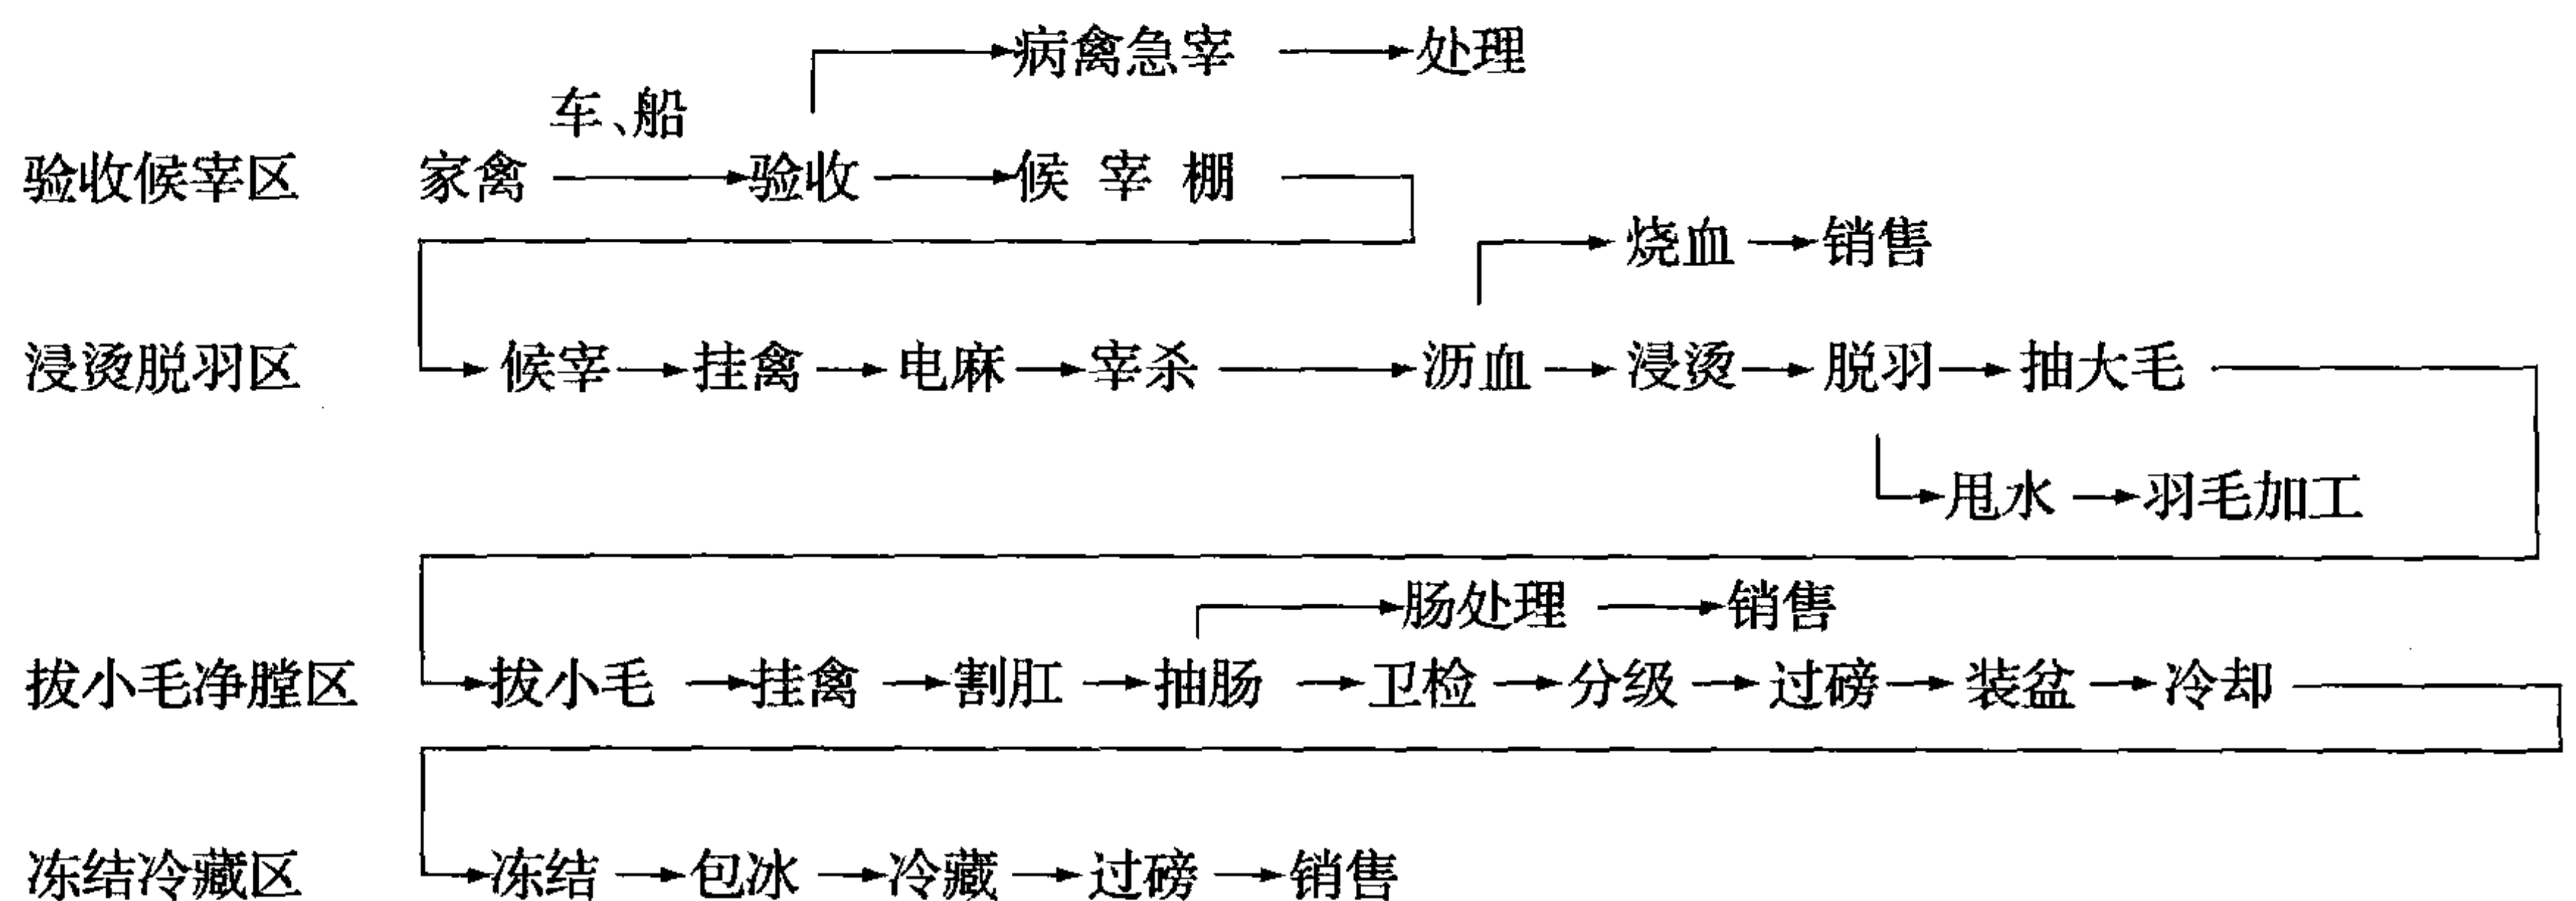 病禽急宰 处理
车、船
验收候宰区 家禽 验收 候宰棚
烧血 销售
浸烫脱羽区 候宰 挂禽 电麻 宰杀 沥血 浸烫 脱羽 抽大毛
甩水 羽毛加工
肠处理 销售
拔小毛净膛区 拔小毛 挂禽 割肛 抽肠 卫检 分级 过磅 装盆 冷却
冻结冷藏区 冻结 包冰 冷藏 过磅 销售